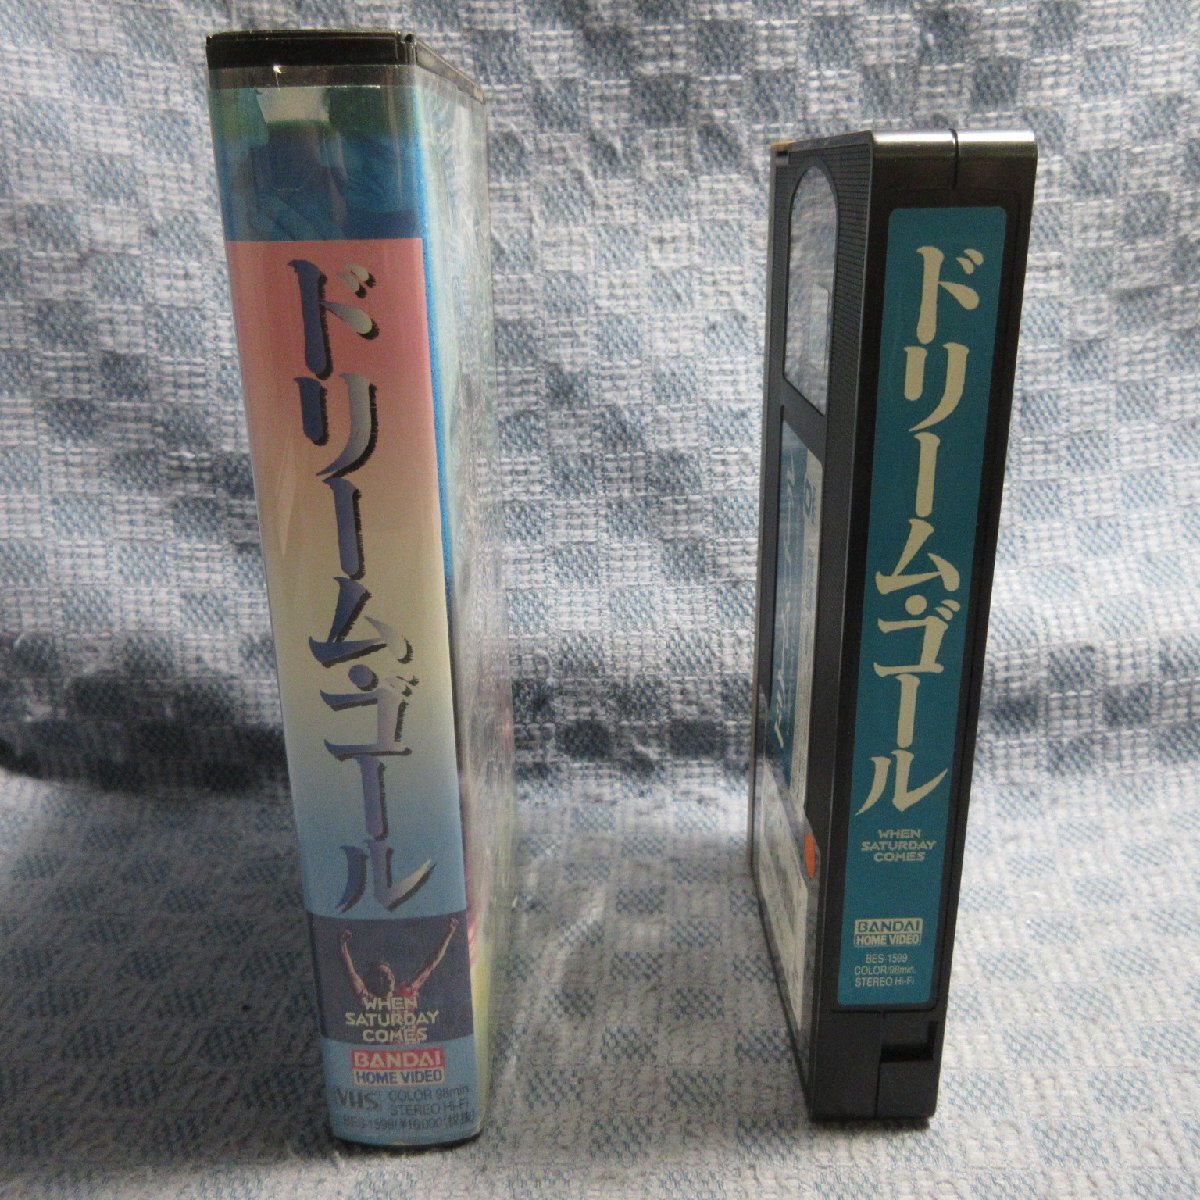 ドリーム・ゴール
WHEN
SATURDAY
COMES
BANDAI
HOME VIDEO
VHS
COLOR 98min.
STEREO HI-FI
BES-1599
ドリーム・ゴール
WHEN
SATURDAY
COMES
BANDAI
HOME VIDEO
BES-1599
COLOR/98min.
STEREO Hi-Fi